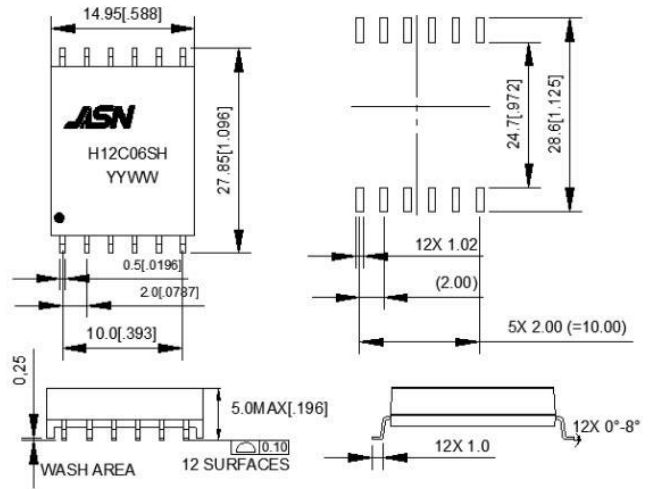 14.95[.588]
ASN
H12C06SH
YYWW
27.85[1.096]
0.5[.0196]
2.0[.0787]
10.0[.393]
24.7[.972]
28.6[1.125]
12X 1.02
(2.00)
5X 2.00 (=10.00)
0,25
5.0MAX[.196]
0.10
WASH AREA
12 SURFACES
12X 0°-8°
12X 1.0